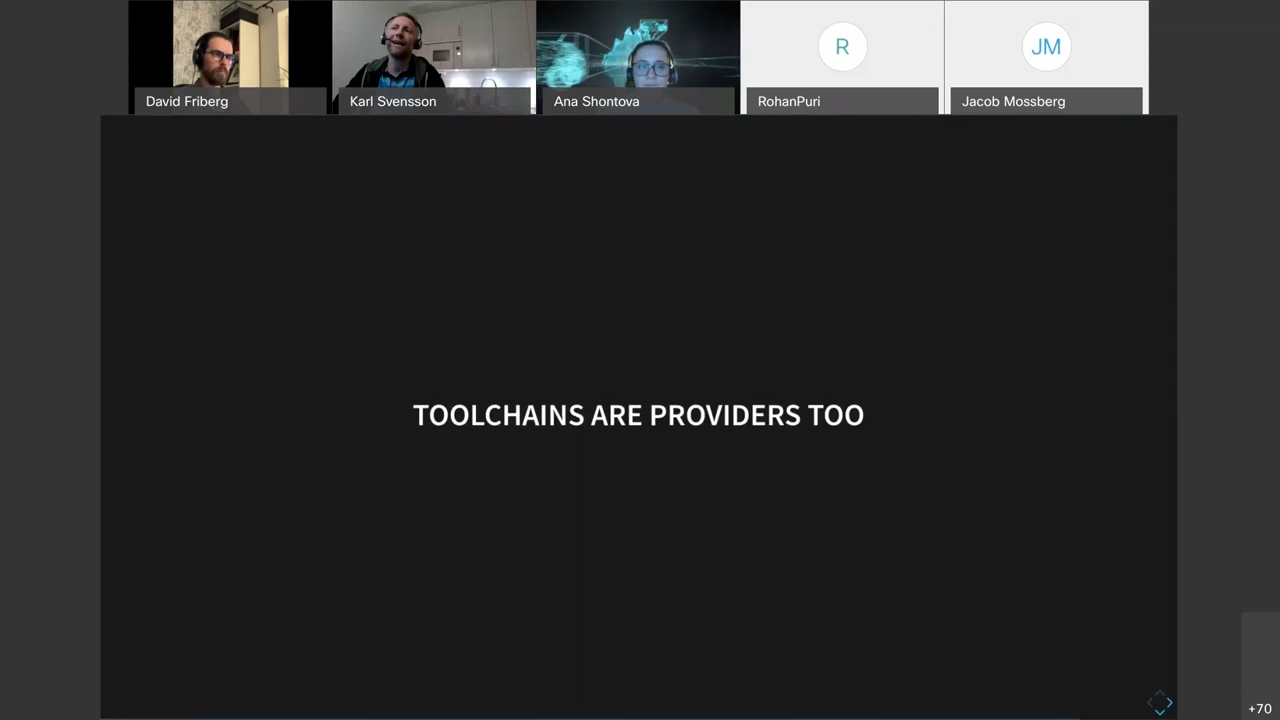 David Friberg
Karl Svensson
Ana Shontova
R
RohanPuri
JM
Jacob Mossberg
TOOLCHAINS ARE PROVIDERS TOO
+70